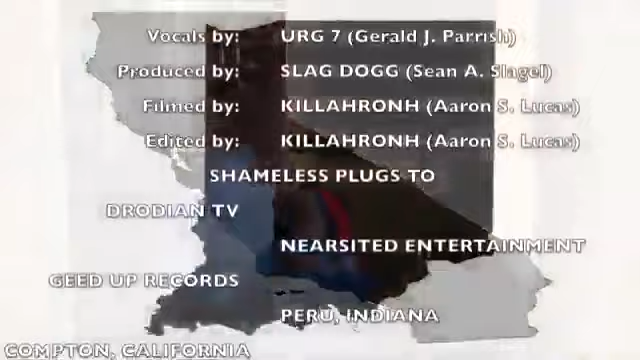 Vocals by: URG 7 (Gerald J. Parrish)
Produced by: SLAG DOGG (Sean A. Slagel)
Filmed by: KILLAHRONH (Aaron S. Lucas)
Edited by: KILLAHRONH (Aaron S. Lucas)
SHAMELESS PLUGS TO
DRODIAN TV
NEARSITED ENTERTAINMENT
GEED UP RECORDS
PERU, INDIANA
COMPTON, CALIFORNIA